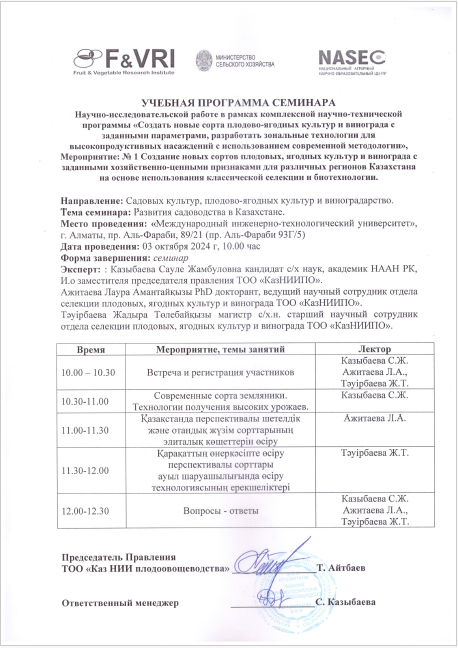 F&VRI
Fruit & Vegetable Research Institute
МИНИСТЕРСТВО
СЕЛЬСКОГО ХОЗЯЙСТВА
NASEC
НАЦИОНАЛЬНЫЙ АГРАРНЫЙ
НАУЧНО-ОБРАЗОВАТЕЛЬНЫЙ ЦЕНТР
УЧЕБНАЯ ПРОГРАММА СЕМИНАРА
Научно-исследовательской работе в рамках комплексной научно-технической
программы «Создать новые сорта плодово-ягодных культур и винограда с
заданными параметрами, разработать зональные технологии для
высокопродуктивных насаждений с использованием современной методологии»,
Мероприятие: № 1 Создание новых сортов плодовых, ягодных культур и винограда с
заданными хозяйственно-ценными признаками для различных регионов Казахстана
на основе использования классической селекции и биотехнологии.
Направление: Садовых культур, плодово-ягодных культур и виноградарство.
Тема семинара: Развития садоводства в Казахстане.
Место проведения: «Международный инженерно-технологический университет»,
г. Алматы, пр. Аль-Фараби, 89/21 (пр. Аль-Фараби 93Г/5)
Дата проведения: 03 октября 2024 г, 10.00 час
Форма завершения: семинар
Эксперт: : Казыбаева Сауле Жамбуловна кандидат с/х наук, академик НААН РК,
И.о заместителя председателя правления ТОО «КазНИИПО».
Ажитаева Лаура Амантайқызы PhD докторант, ведущий научный сотрудник отдела
селекции плодовых, ягодных культур и винограда ТОО «КазНИИПО».
Тәуірбаева Жадыра Төлебайқызы магистр с/х.н. старший научный сотрудник
отдела селекции плодовых, ягодных культур и винограда ТОО «КазНИИПО».
Время Мероприятие, темы занятий Лектор
10.00 – 10.30 Встреча и регистрация участников Казыбаева С.Ж.
Ажитаева Л.А.,
Тәуірбаева Ж.Т.
10.30-11.00 Современные сорта земляники. Казыбаева С.Ж.
Технологии получения высоких урожаев.
11.00-11.30 Қазақстанда перспективалы шетелдік Ажитаева Л.А.
және отандық жүзім сорттарының
элиталық көшеттерін өсіру
11.30-12.00 Қарақаттың өнеркәсіпте өсіру Тәуірбаева Ж.Т.
перспективалы сорттары
ауыл шаруашылығында өсіру
технологиясының ерекшеліктері
12.00-12.30 Вопросы - ответы Казыбаева С.Ж.
Ажитаева Л.А.,
Тәуірбаева Ж.Т.
Председатель Правления
ТОО «Каз НИИ плодоовощеводства» Т. Айтбаев
Ответственный менеджер С. Казыбаева